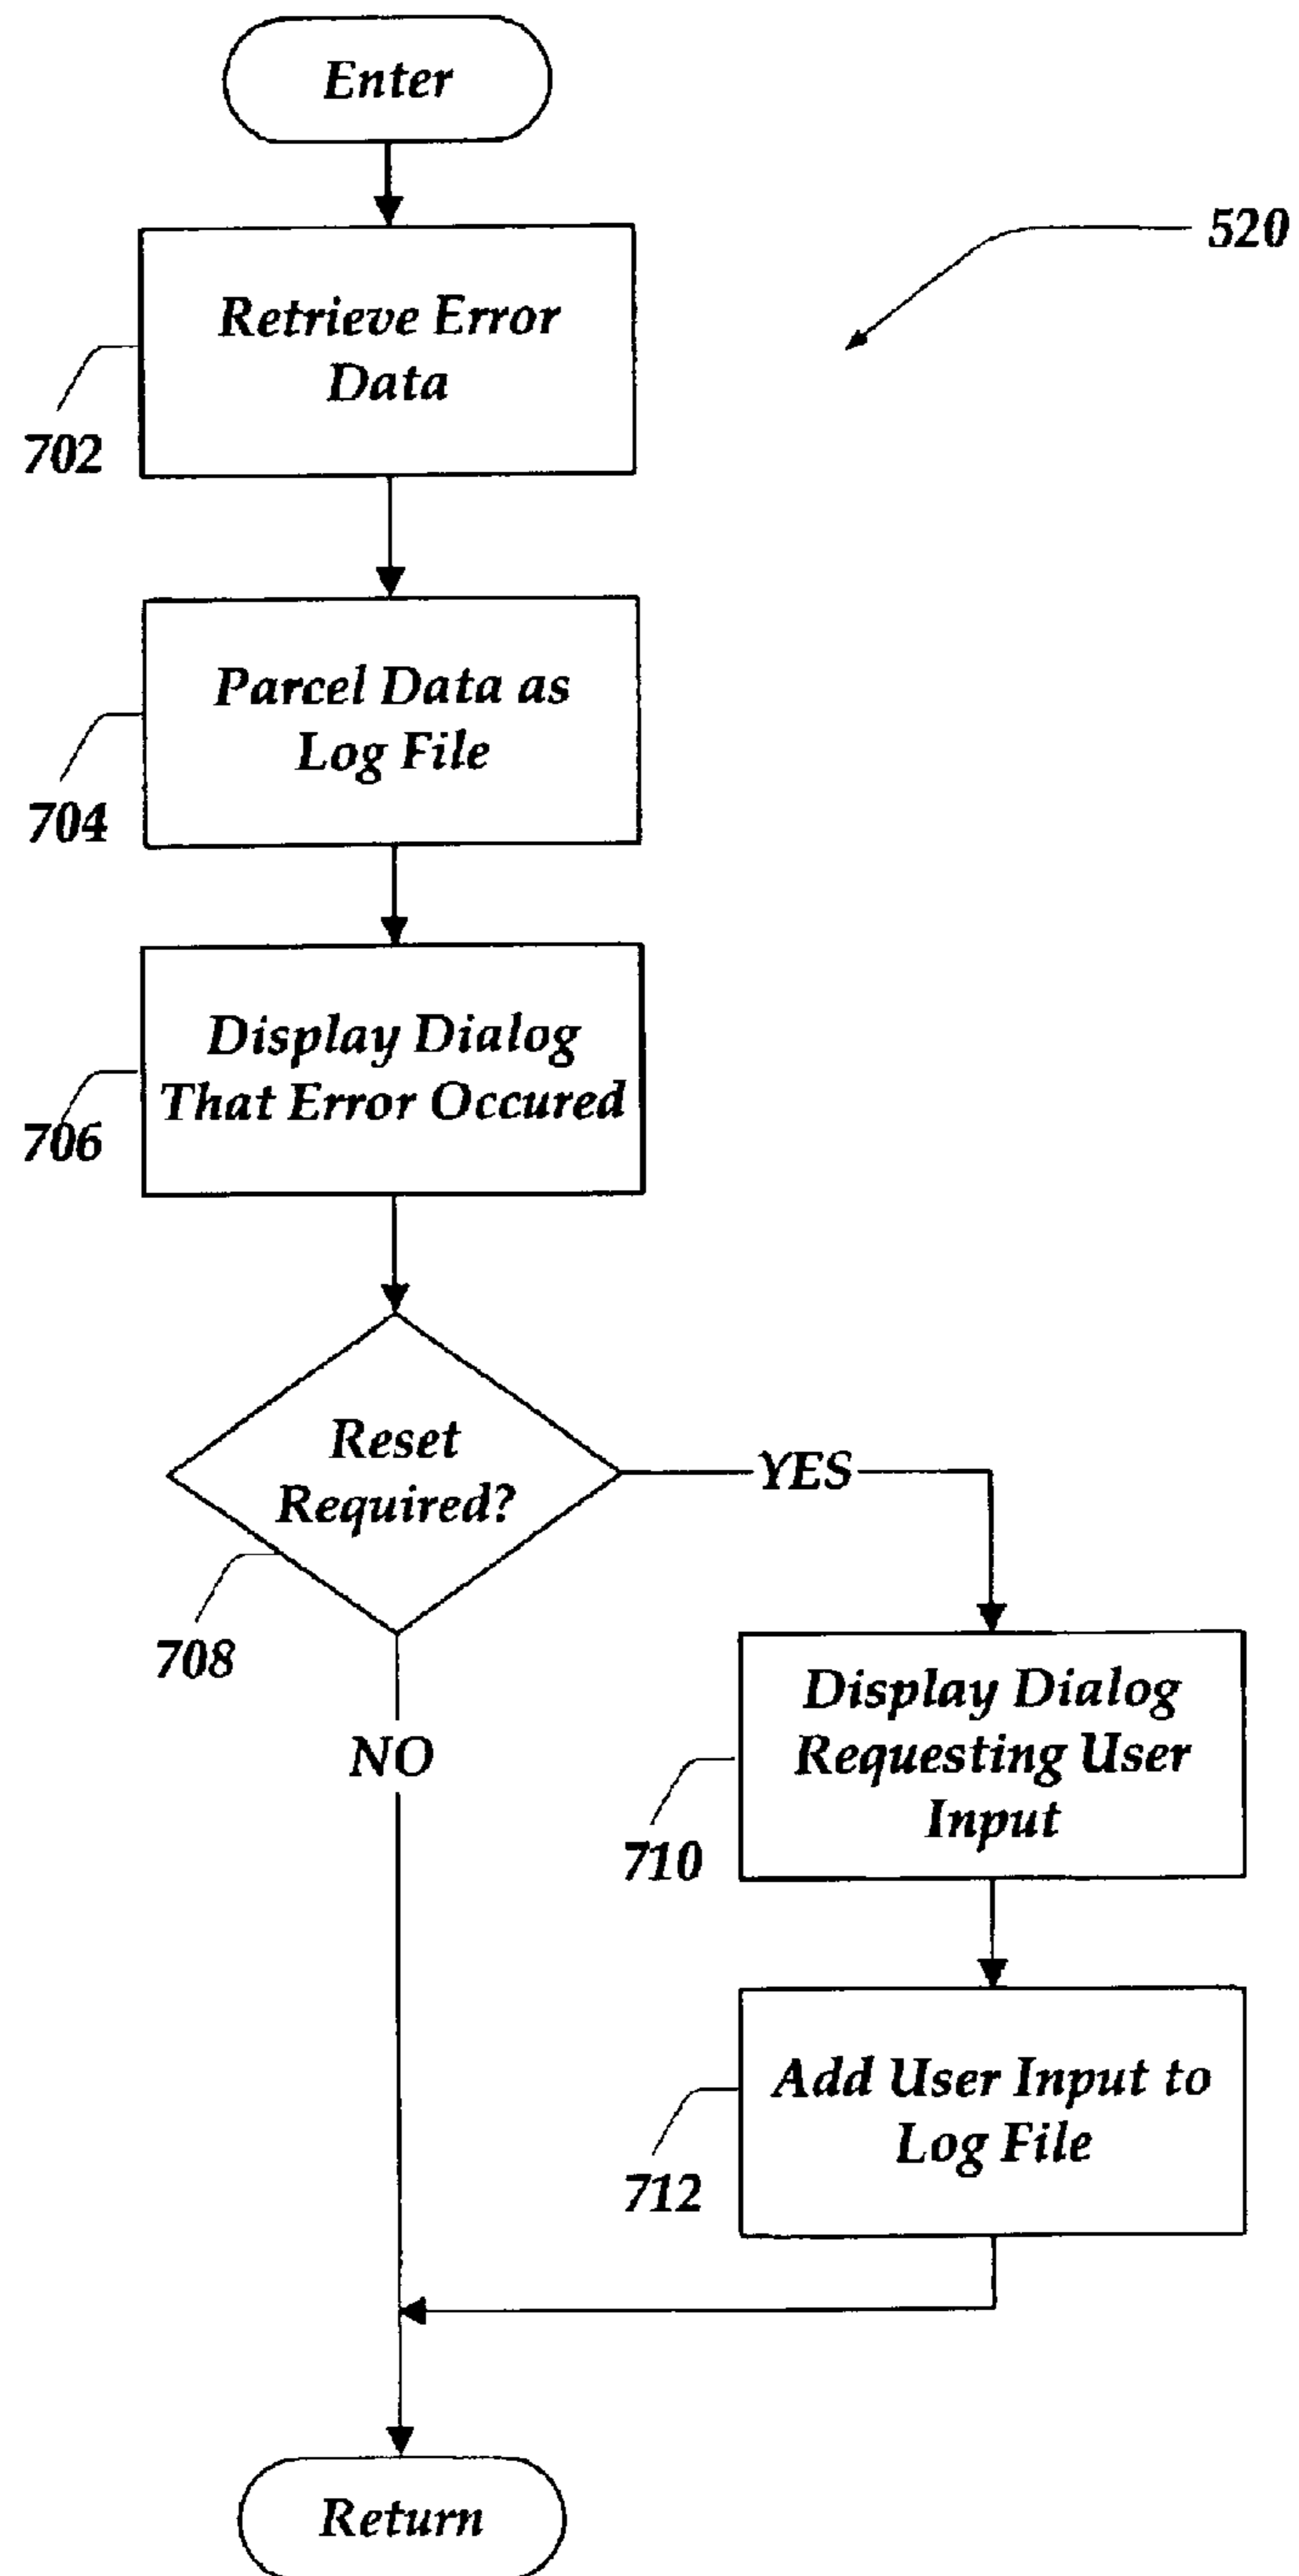 Enter
520
Retrieve Error
Data
702
Parcel Data as
Log File
704
Display Dialog
That Error Occured
706
Reset
Required?
YES
708
NO
Display Dialog
Requesting User
Input
710
Add User Input to
Log File
712
Return